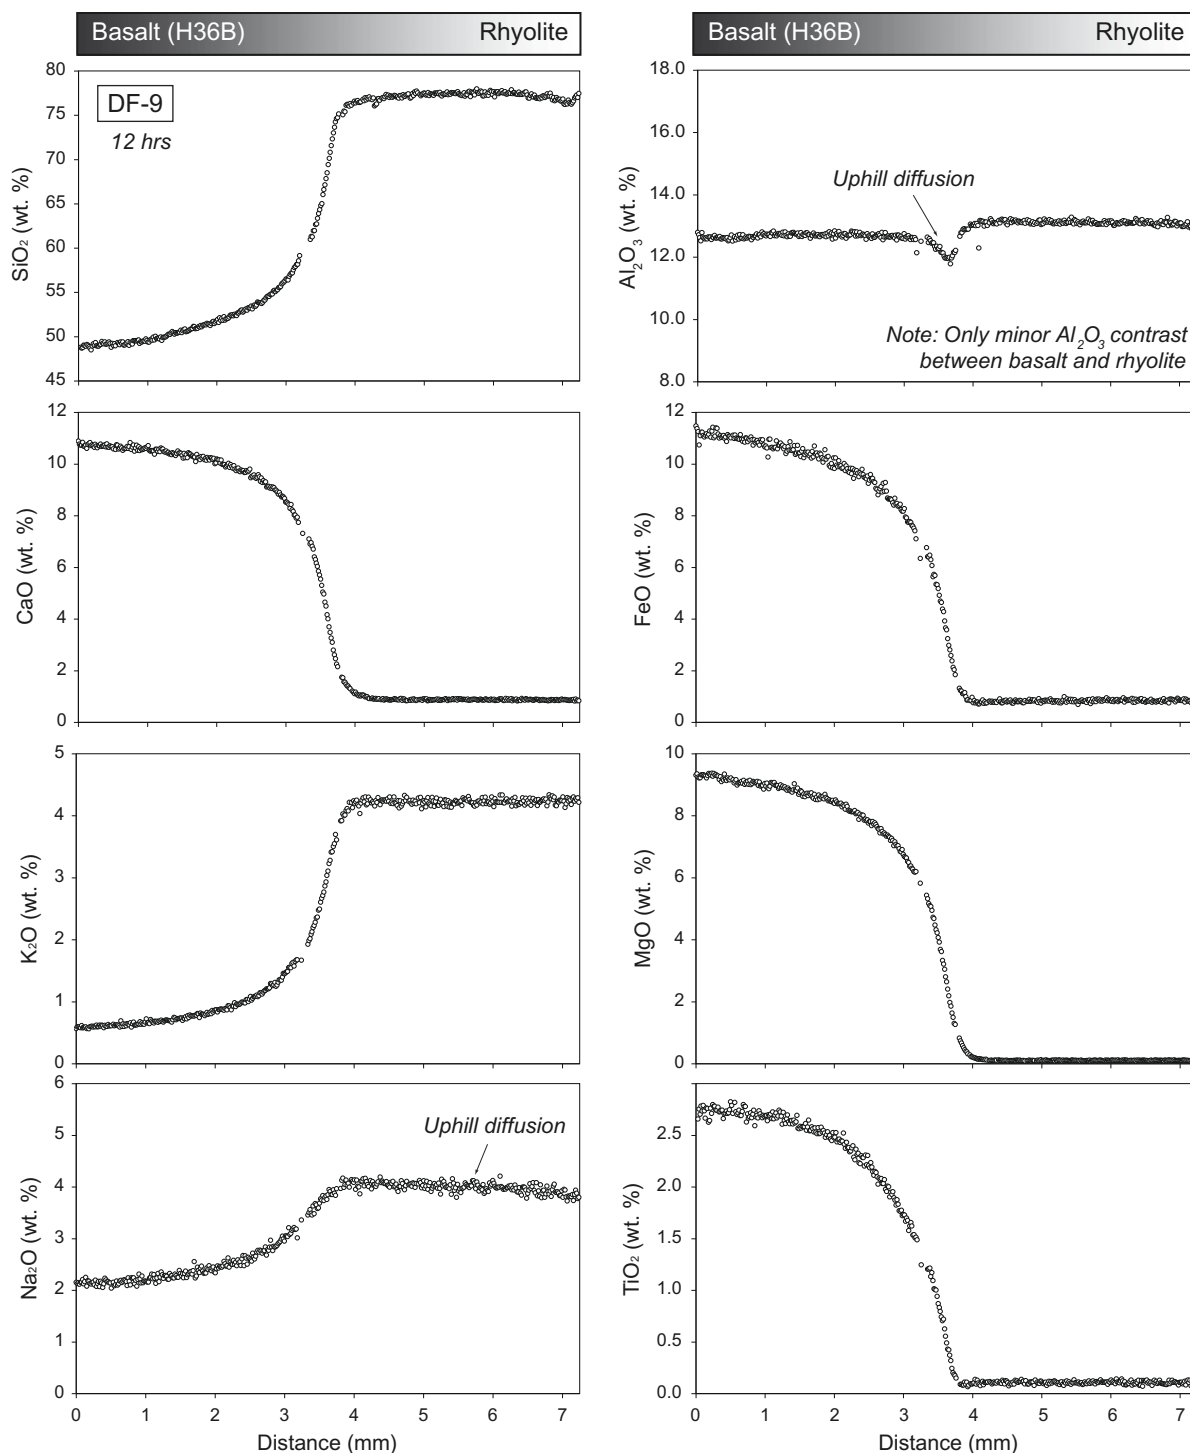 Basalt (H36B) Rhyolite
Basalt (H36B) Rhyolite
DF-9
12 hrs
SiO₂ (wt. %)
80
75
70
65
60
55
50
45
Al₂O₃ (wt. %)
18.0
16.0
14.0
12.0
10.0
8.0
Uphill diffusion
Note: Only minor Al₂O₃ contrast
between basalt and rhyolite
CaO (wt. %)
12
10
8
6
4
2
0
FeO (wt. %)
12
10
8
6
4
2
0
K₂O (wt. %)
5
4
3
2
1
0
MgO (wt. %)
10
8
6
4
2
0
Na₂O (wt. %)
6
5
4
3
2
1
0
Uphill diffusion
0 1 2 3 4 5 6 7
Distance (mm)
TiO₂ (wt. %)
2.5
2.0
1.5
1.0
0.5
0.0
0 1 2 3 4 5 6 7
Distance (mm)